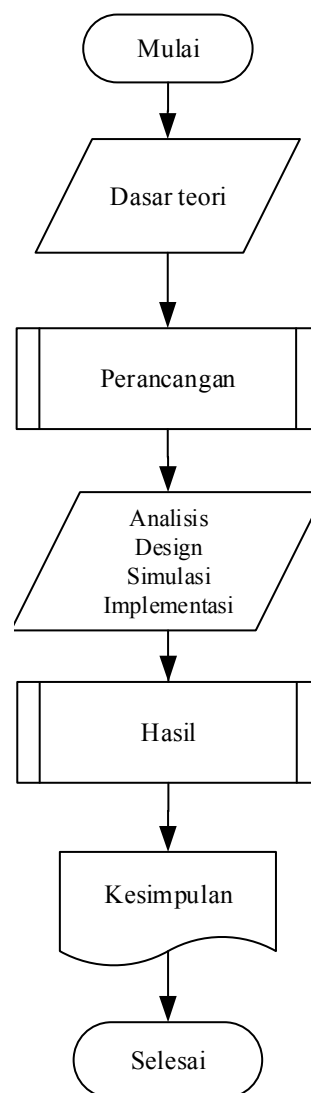 Mulai
Dasar teori
Perancangan
Analisis
Design
Simulasi
Implementasi
Hasil
Kesimpulan
Selesai